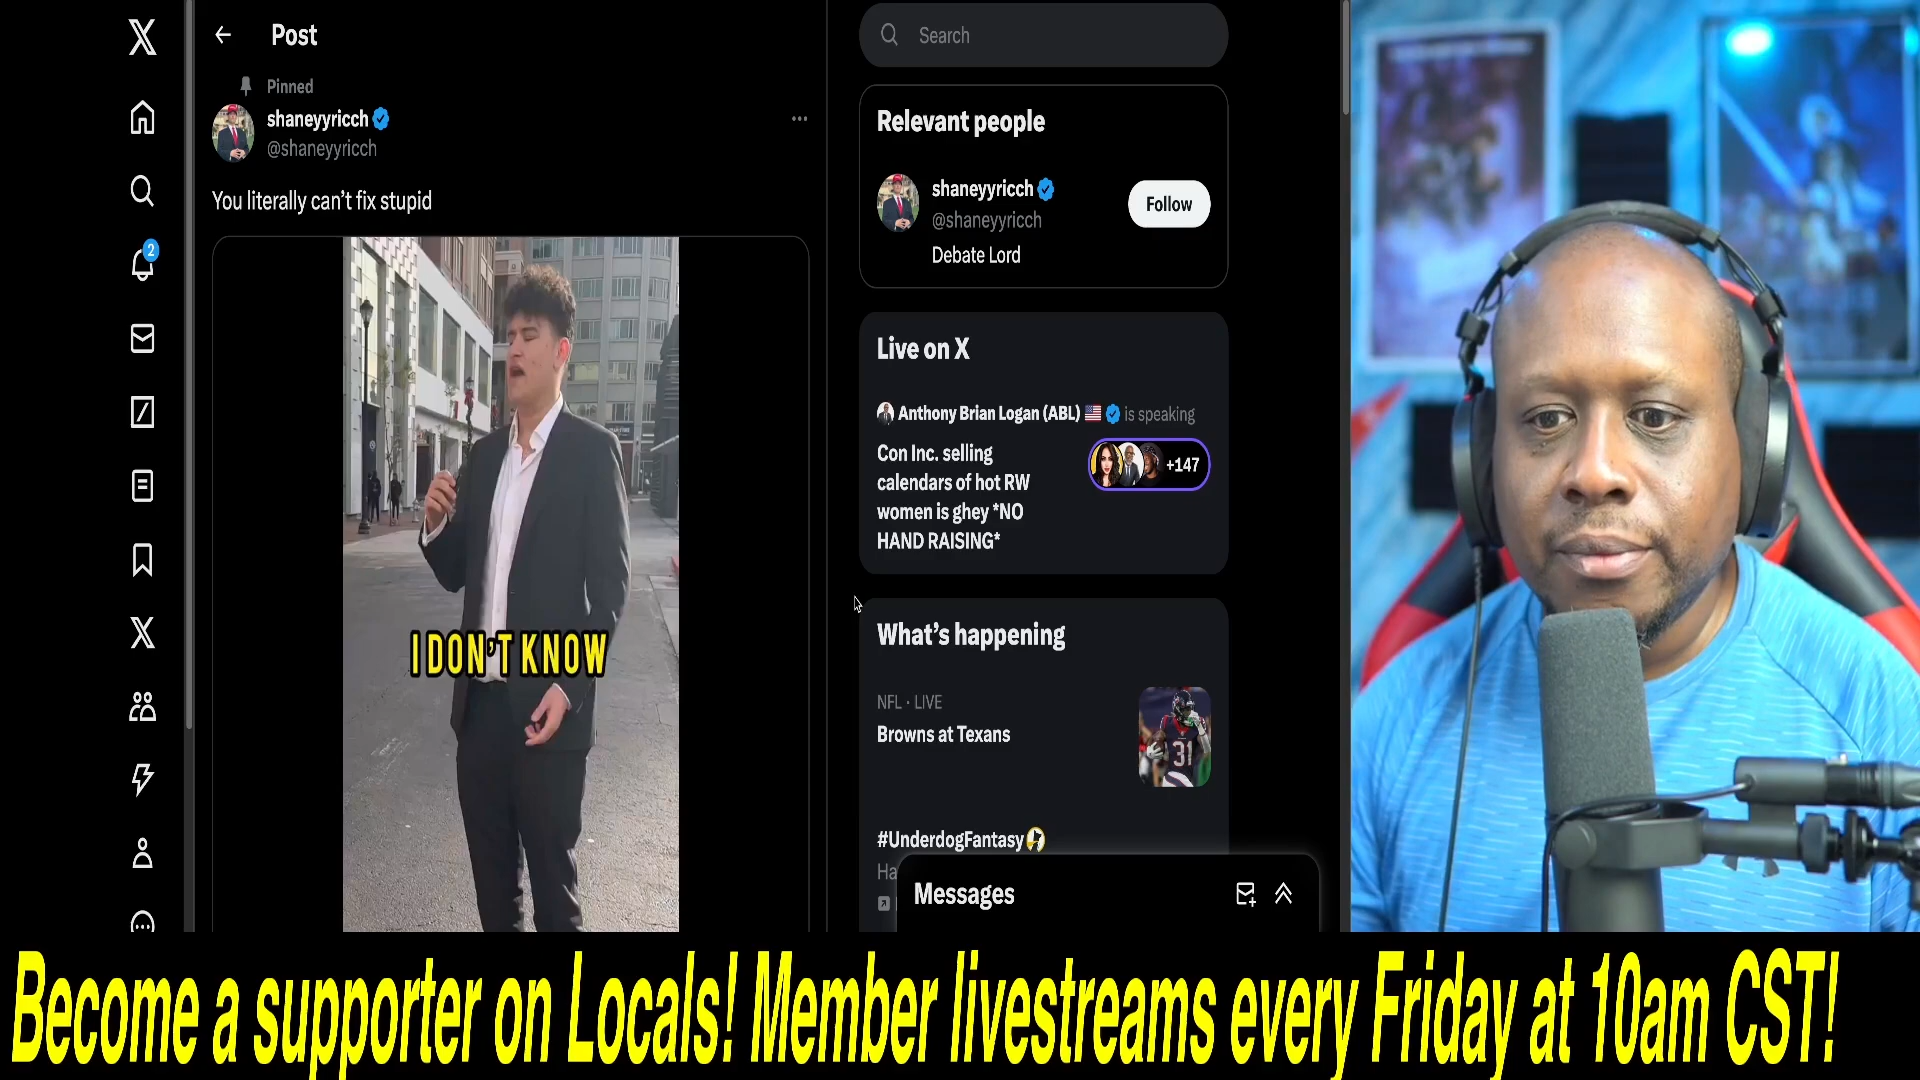 Post
Pinned
shaneyyricch
@shaneyyricch
You literally can't fix stupid
I DON'T KNOW
Search
Relevant people
shaneyyricch
@shaneyyricch
Follow
Debate Lord
Live on X
Anthony Brian Logan (ABL) 🇺🇸 is speaking
Con Inc. selling
calendars of hot RW
women is ghey *NO
HAND RAISING*
+147
What's happening
NFL · LIVE
Browns at Texans
31
#UnderdogFantasy
Ha
Messages
2
Become a supporter on Locals! Member livestreams every Friday at 10am CST!